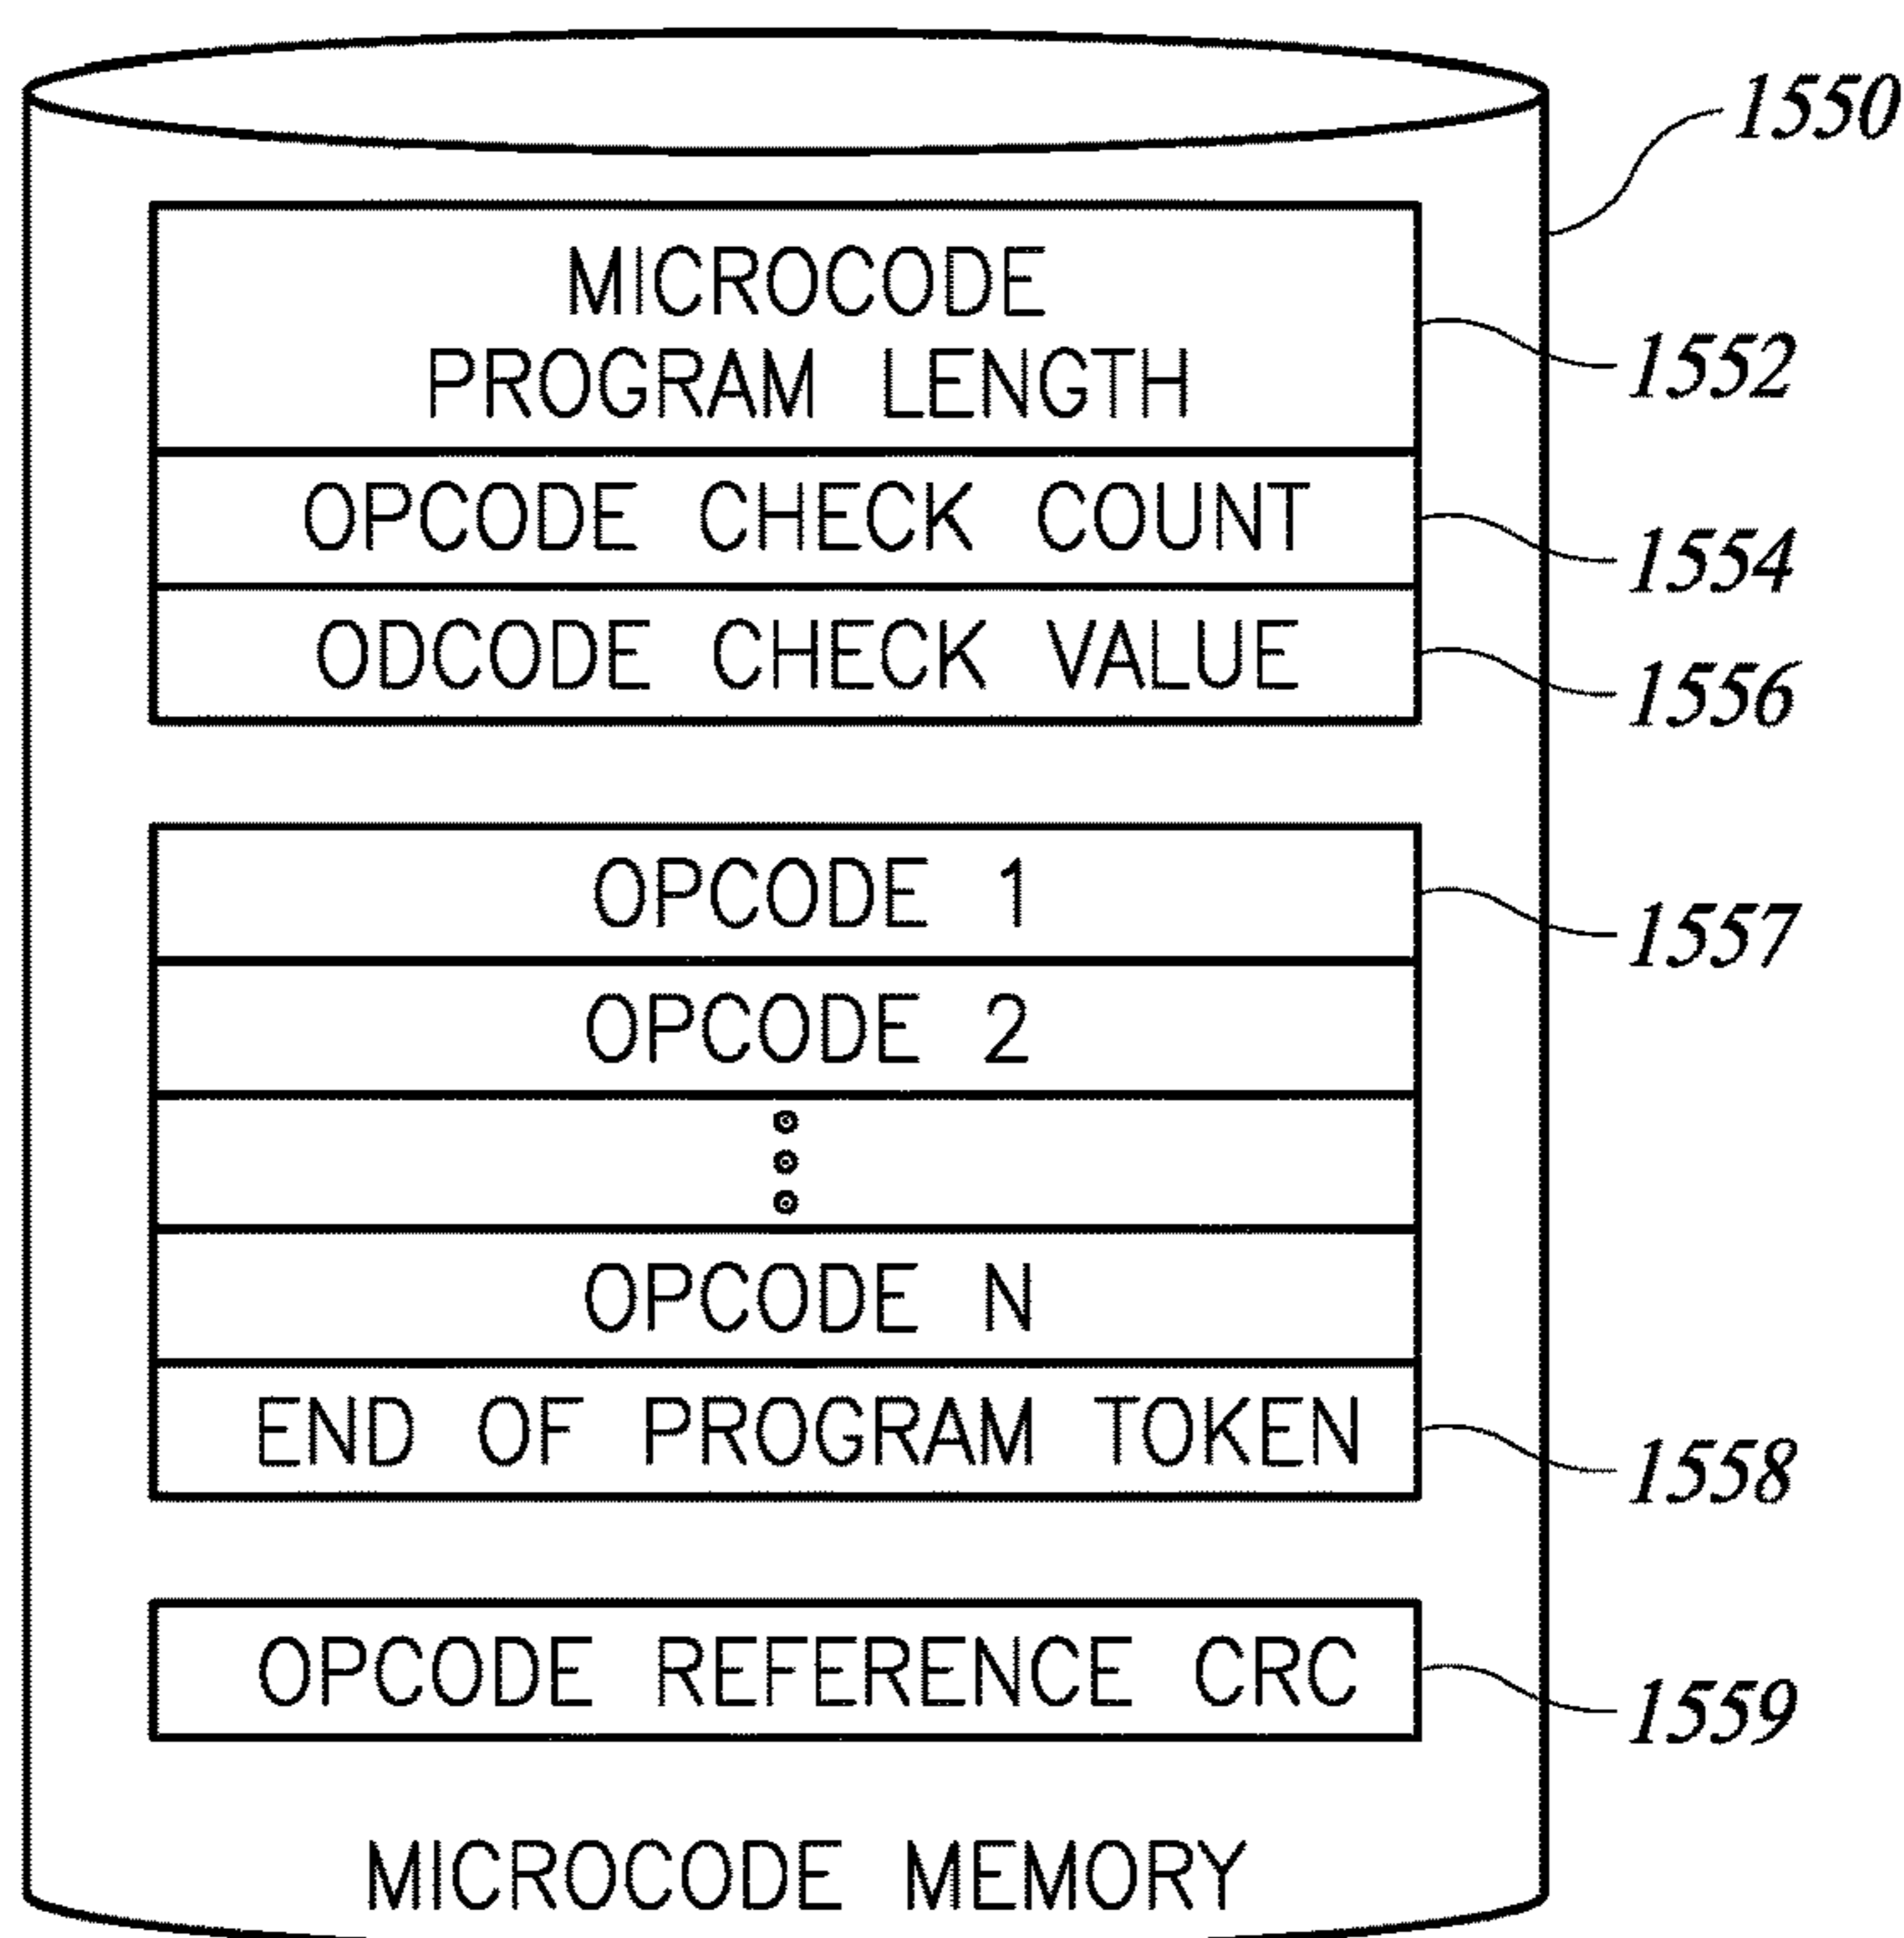 1550
MICROCODE
PROGRAM LENGTH
1552
OPCODE CHECK COUNT
1554
ODCODE CHECK VALUE
1556
OPCODE 1
1557
OPCODE 2
OPCODE N
END OF PROGRAM TOKEN
1558
OPCODE REFERENCE CRC
1559
MICROCODE MEMORY